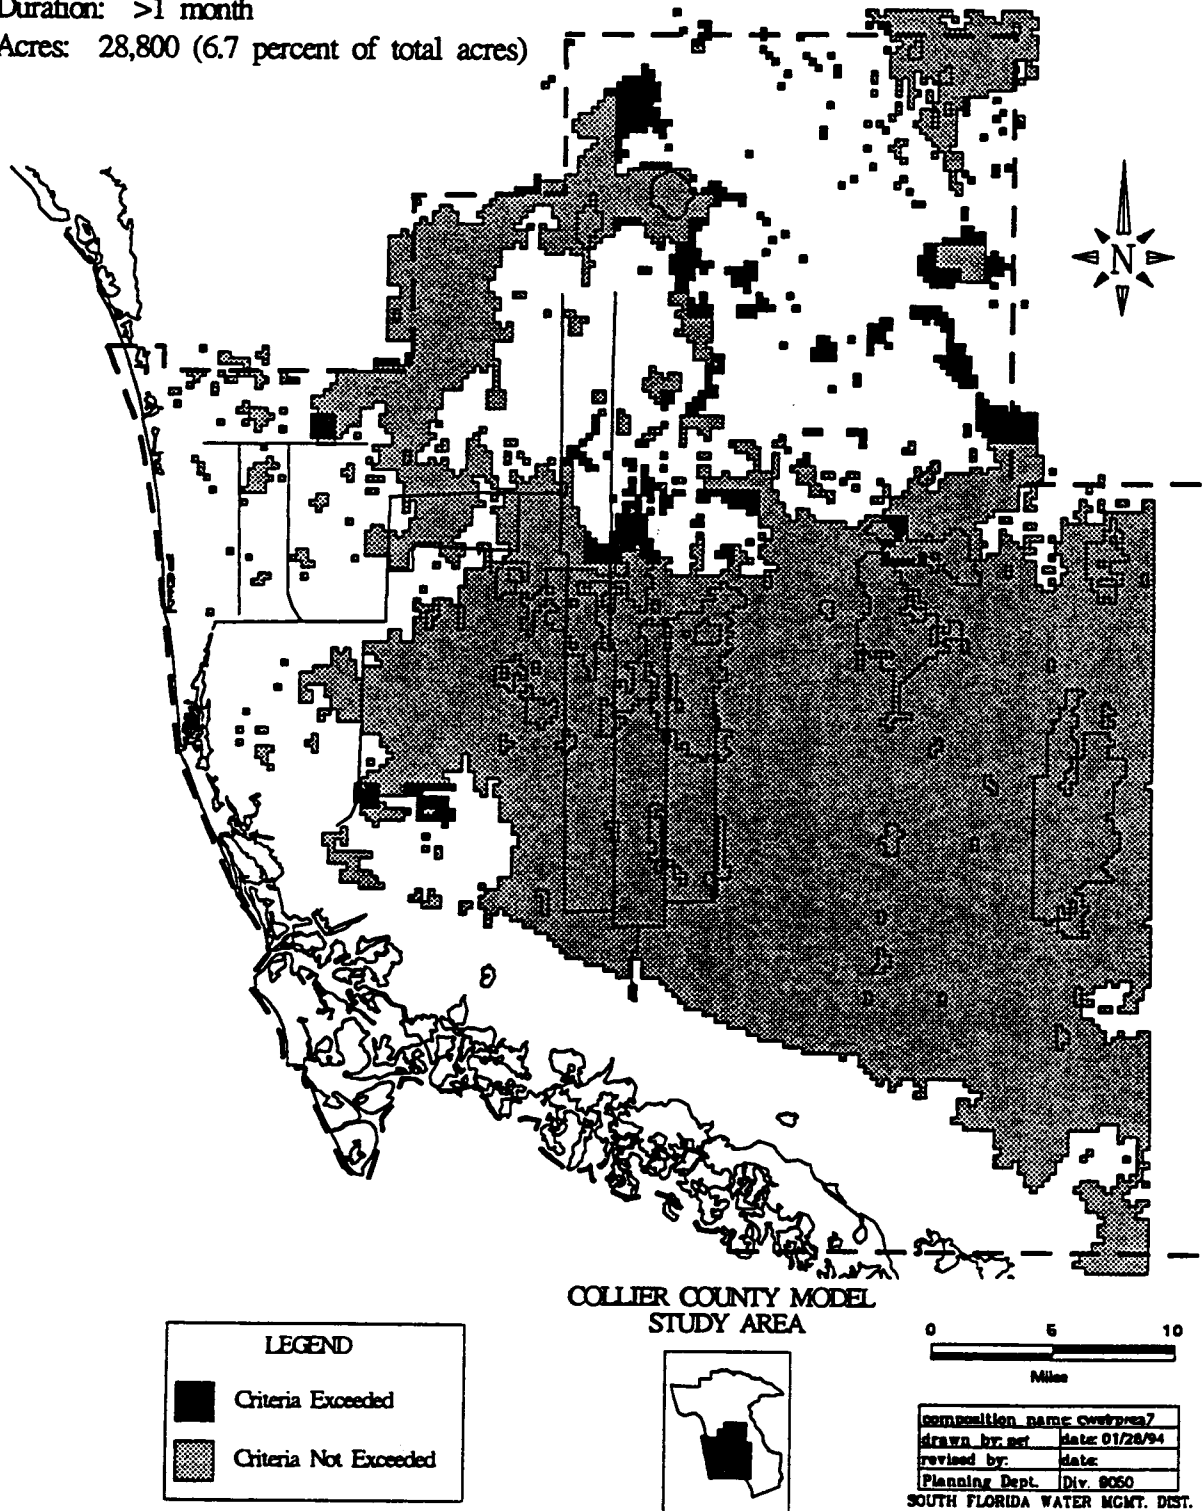 Duration: >1 month
Acres: 28,800 (6.7 percent of total acres)
N
COLLIER COUNTY MODEL
STUDY AREA
LEGEND
Criteria Exceeded
Criteria Not Exceeded
0 5 10
Miles
composition name:
drawn by: date: 01/28/94
revised by: date:
Planning Dept. Div. 8050
SOUTH FLORIDA WATER MGMT. DIST.